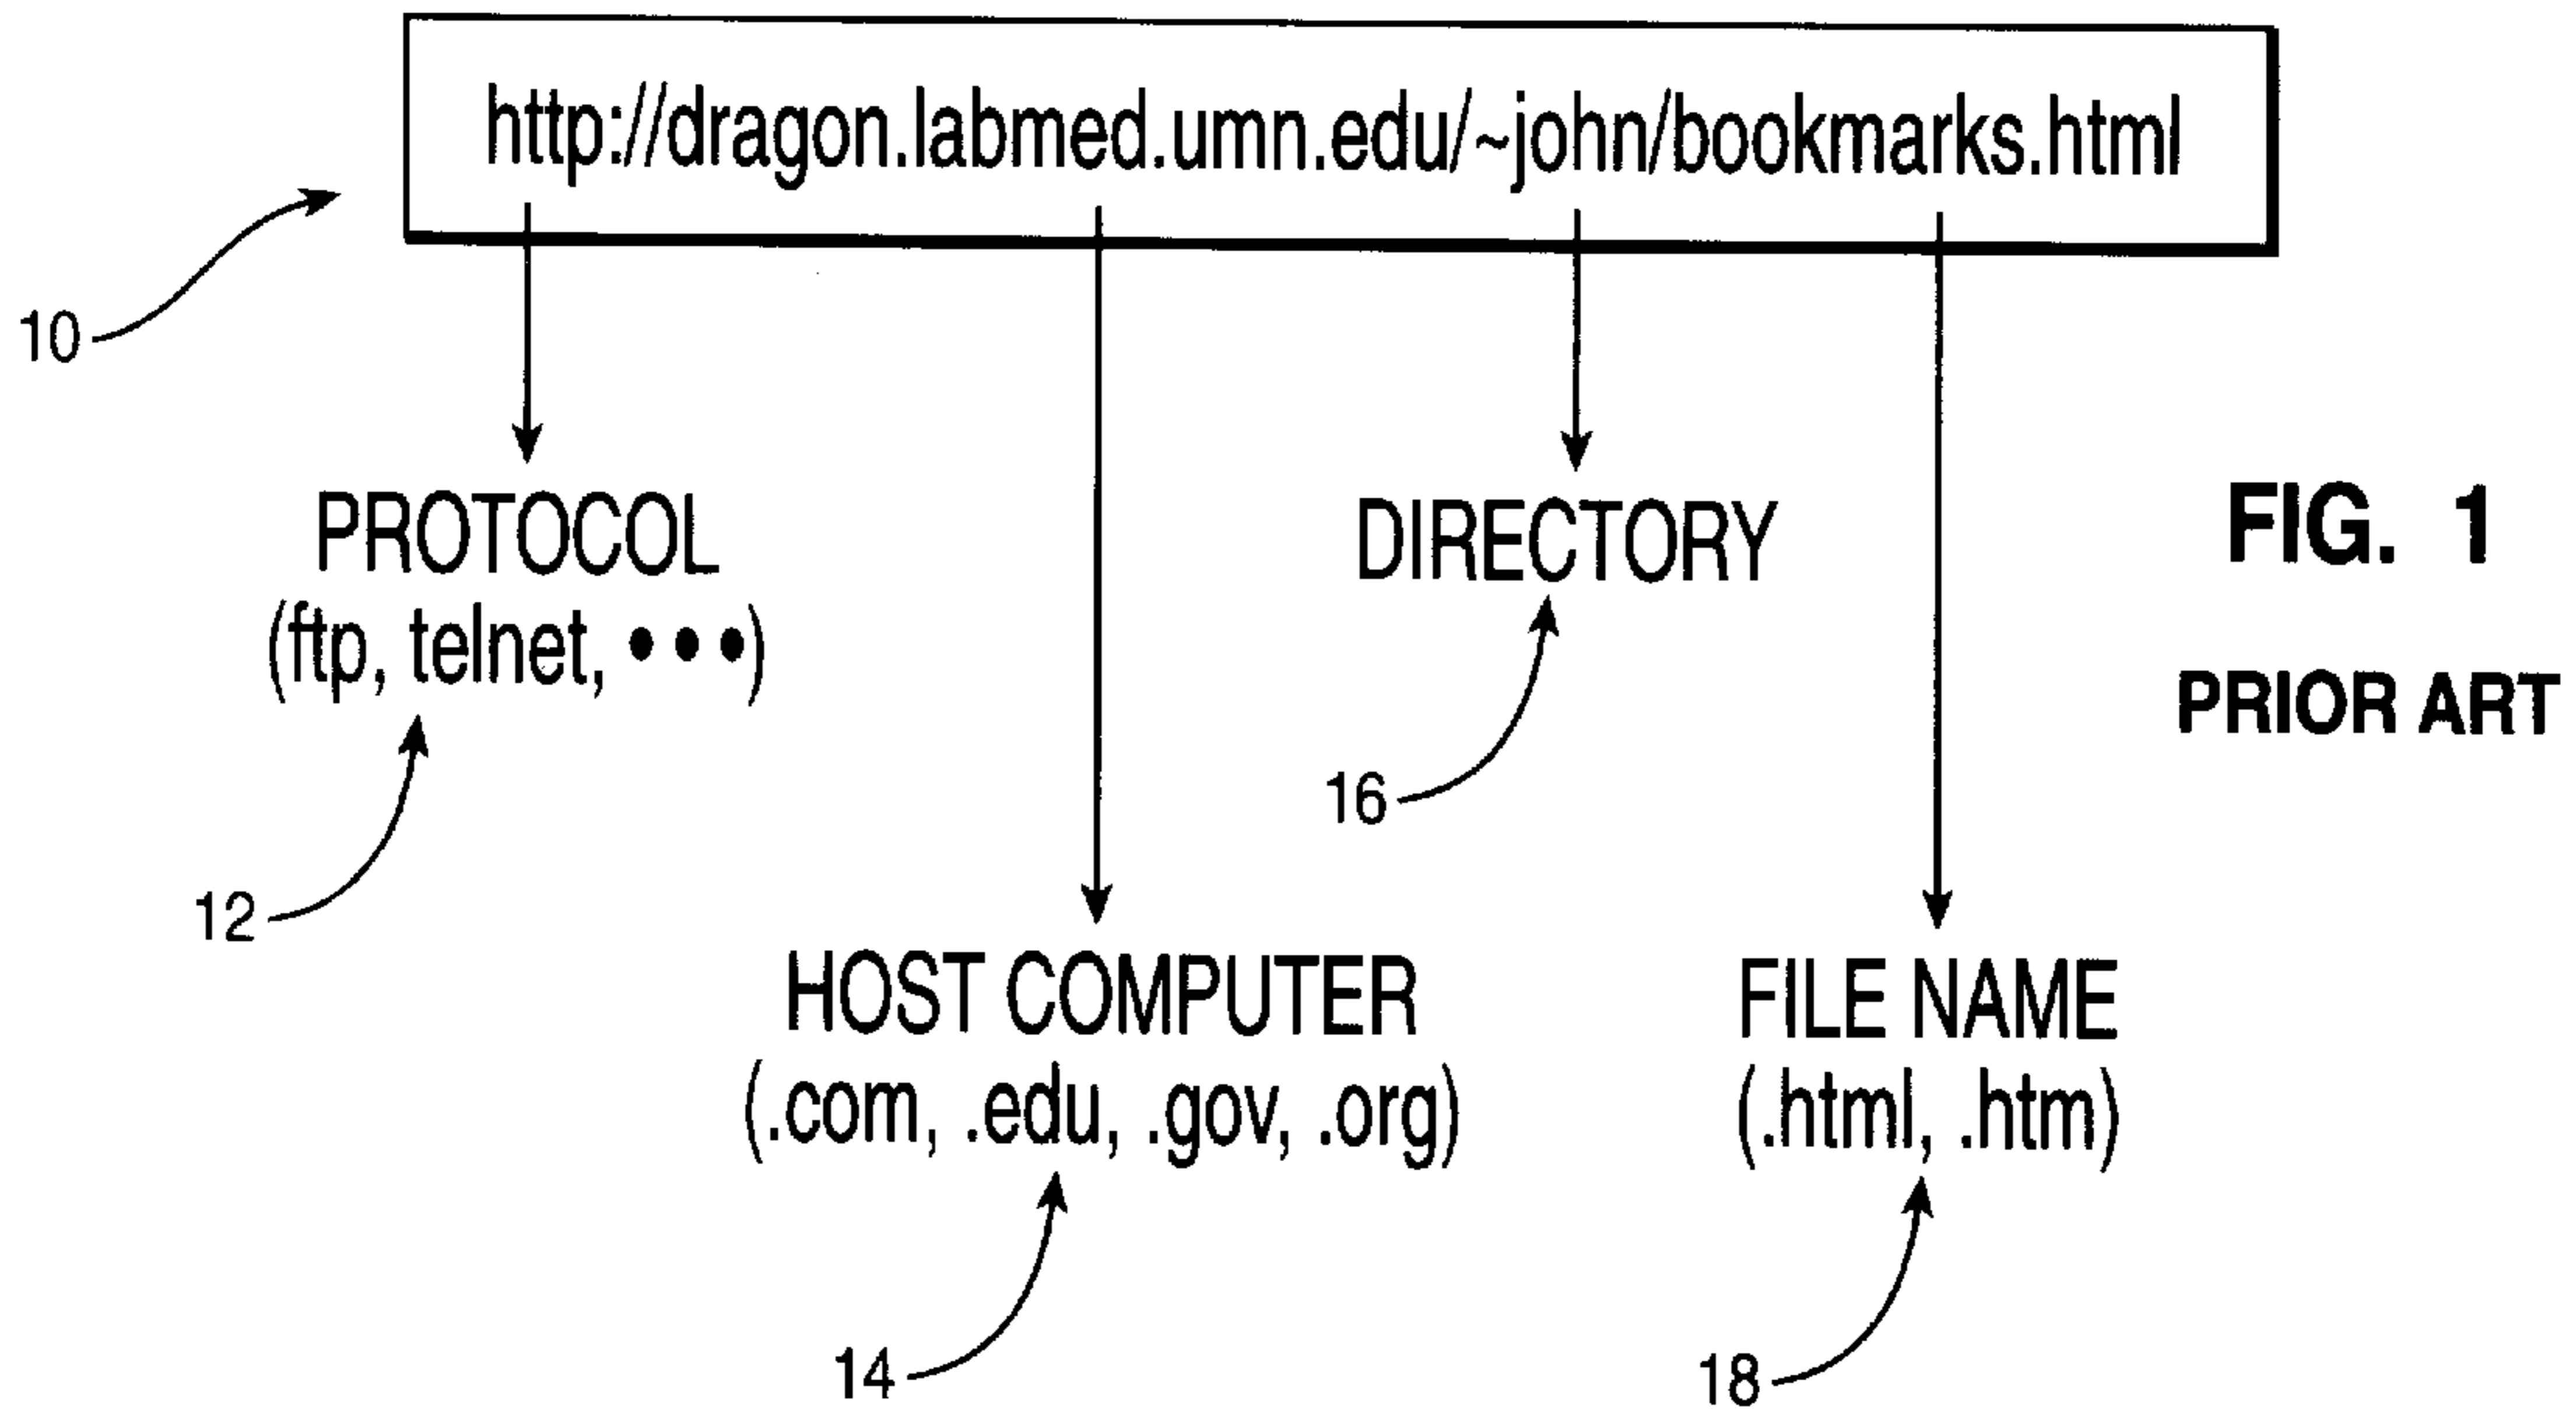 http://dragon.labmed.umn.edu/~john/bookmarks.html
10
PROTOCOL
(ftp, telnet, •••)
12
DIRECTORY
16
HOST COMPUTER
(.com, .edu, .gov, .org)
14
FILE NAME
(.html, .htm)
18
FIG. 1
PRIOR ART